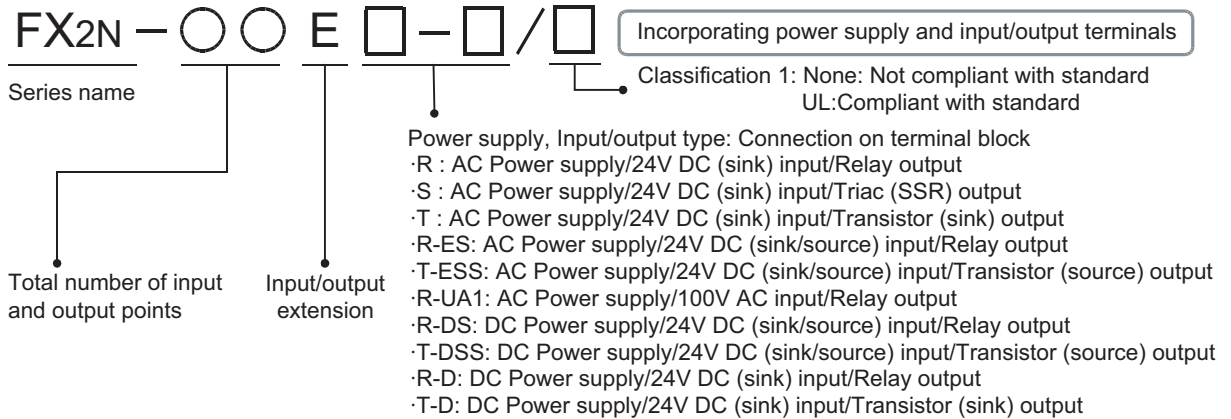 FX2N – ○○ E □ – □ / □
Incorporating power supply and input/output terminals
Series name
Classification 1: None: Not compliant with standard
UL:Compliant with standard
Power supply, Input/output type: Connection on terminal block
·R : AC Power supply/24V DC (sink) input/Relay output
·S : AC Power supply/24V DC (sink) input/Triac (SSR) output
·T : AC Power supply/24V DC (sink) input/Transistor (sink) output
·R-ES: AC Power supply/24V DC (sink/source) input/Relay output
·T-ESS: AC Power supply/24V DC (sink/source) input/Transistor (source) output
·R-UA1: AC Power supply/100V AC input/Relay output
·R-DS: DC Power supply/24V DC (sink/source) input/Relay output
·T-DSS: DC Power supply/24V DC (sink/source) input/Transistor (source) output
·R-D: DC Power supply/24V DC (sink) input/Relay output
·T-D: DC Power supply/24V DC (sink) input/Transistor (sink) output
Total number of input
and output points
Input/output
extension